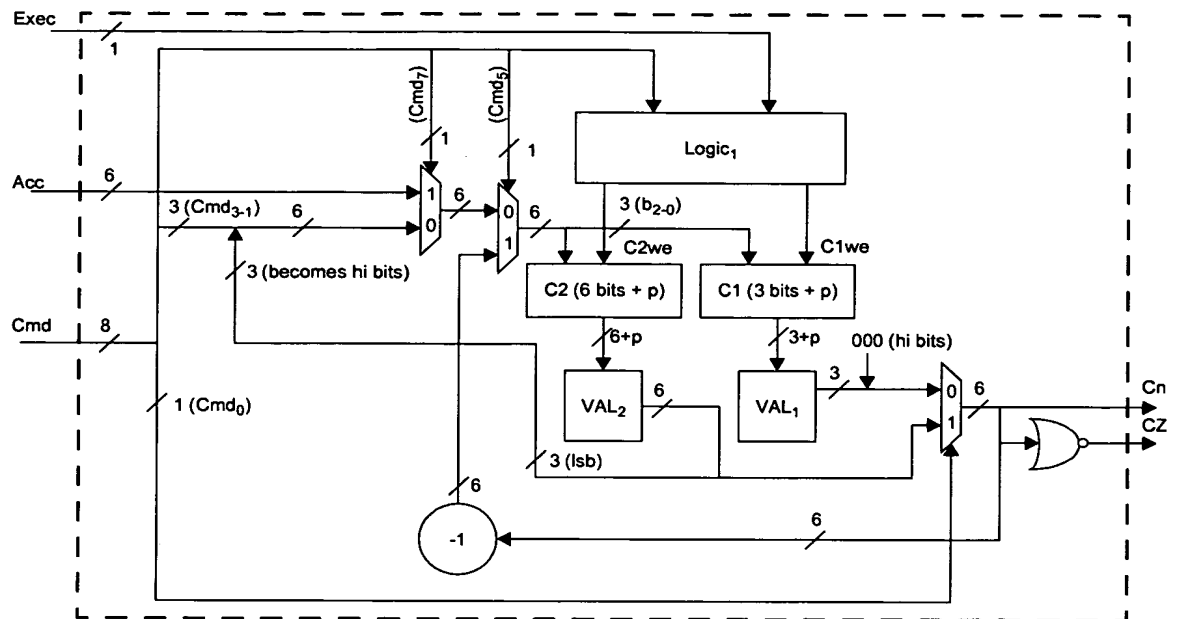 Exec
1
(Cmd7)
(Cmd5)
1
1
Logic1
Acc
6
3 (Cmd3-1)
6
1
0
6
0
1
6
3 (b2-0)
C2we
C1we
3 (becomes hi bits)
C2 (6 bits + p)
C1 (3 bits + p)
Cmd
8
6+p
3+p
000 (hi bits)
1 (Cmd0)
VAL2
6
VAL1
3
0
1
6
Cn
CZ
3 (lsb)
6
-1
6